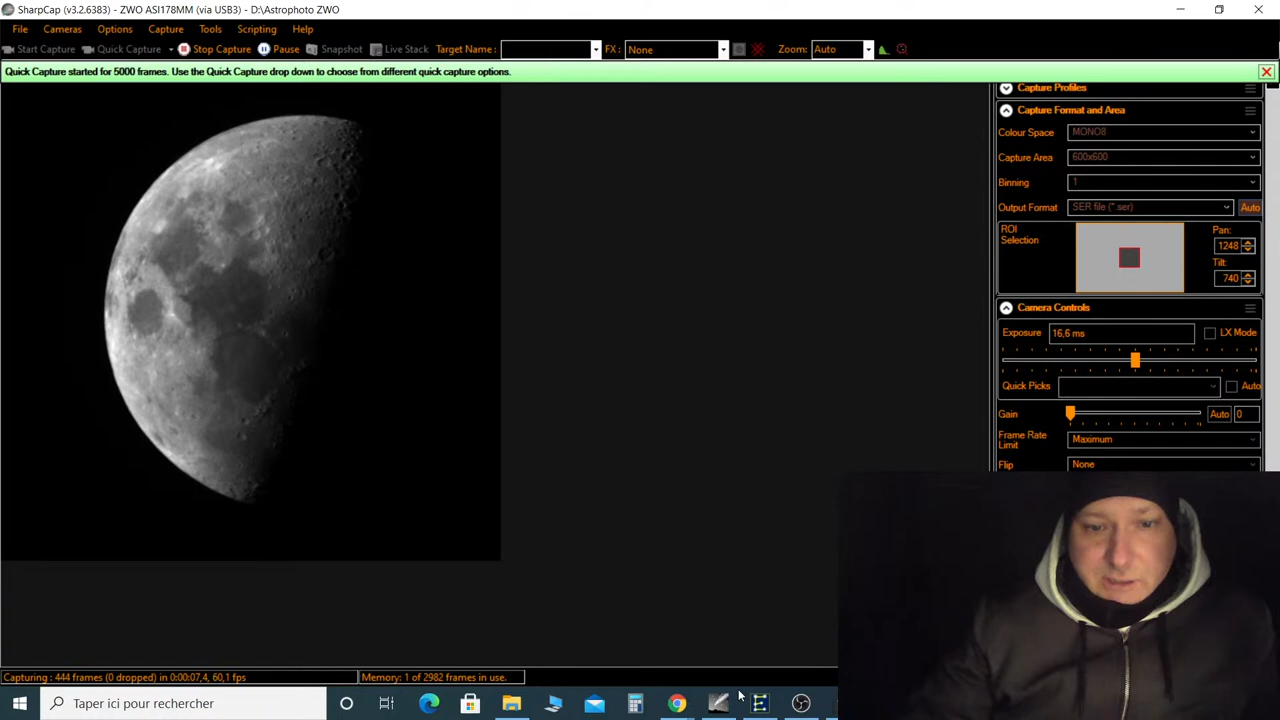 SharpCap (v3.2.6383) - ZWO ASI178MM (via USB3) - D:\Astrophoto ZWO
File Cameras Options Capture Tools Scripting Help
Start Capture Quick Capture Stop Capture Pause Snapshot Live Stack Target Name : FX : None Zoom: Auto
Quick Capture started for 5000 frames. Use the Quick Capture drop down to choose from different quick capture options.
Capture Profiles
Capture Format and Area
Colour Space MONO8
Capture Area 600x600
Binning 1
Output Format SER file (*.ser) Auto
ROI Selection
Pan:
1248
Tilt:
740
Camera Controls
Exposure 16,6 ms LX Mode
Quick Picks Auto
Gain Auto 0
Frame Rate Limit Maximum
Flip None
Capturing : 444 frames (0 dropped) in 0:00:07,4, 60,1 fps Memory: 1 of 2982 frames in use.
Taper ici pour rechercher